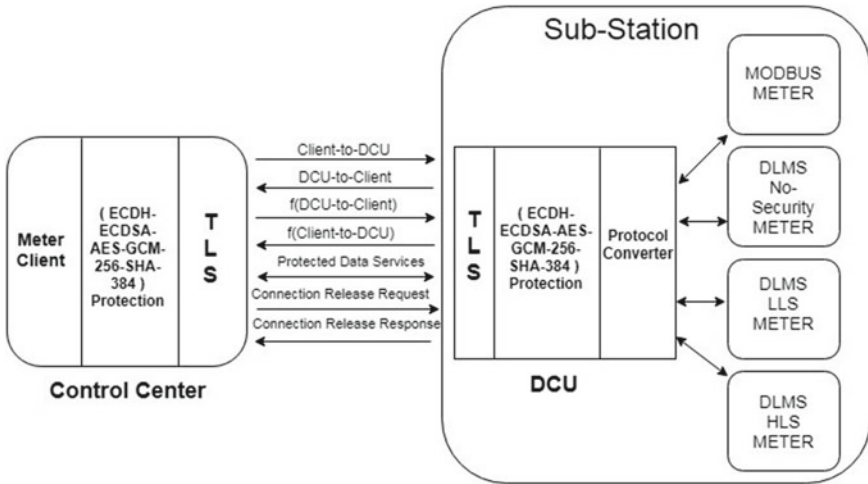 Sub-Station
MODBUS
METER
Client-to-DCU
DCU-to-Client
f(DCU-to-Client)
f(Client-to-DCU)
Protected Data Services
Connection Release Request
Connection Release Response
Meter
Client
( ECDH-
ECDSA-
AES-GCM-
256-SHA-
384 )
Protection
T
L
S
Control Center
T
L
S
( ECDH-
ECDSA-AES-
GCM-256-
SHA-384 )
Protection
Protocol
Converter
DCU
DLMS
No-
Security
METER
DLMS
LLS
METER
DLMS
HLS
METER